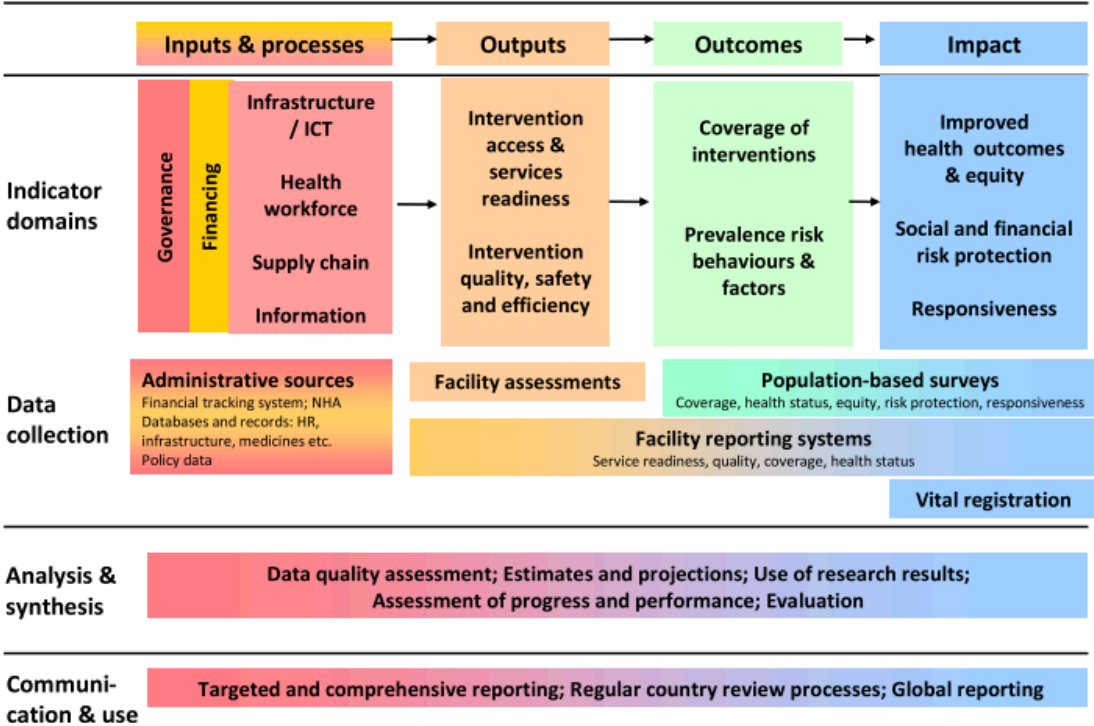 Inputs & processes
Outputs
Outcomes
Impact
Indicator
domains
Governance
Financing
Infrastructure
/ ICT
Health
workforce
Supply chain
Information
Intervention
access &
services
readiness
Intervention
quality, safety
and efficiency
Coverage of
interventions
Prevalence risk
behaviours &
factors
Improved
health outcomes
& equity
Social and financial
risk protection
Responsiveness
Data
collection
Administrative sources
Financial tracking system; NHA
Databases and records: HR,
infrastructure, medicines etc.
Policy data
Facility assessments
Population-based surveys
Coverage, health status, equity, risk protection, responsiveness
Facility reporting systems
Service readiness, quality, coverage, health status
Vital registration
Analysis &
synthesis
Data quality assessment; Estimates and projections; Use of research results;
Assessment of progress and performance; Evaluation
Communi-
cation & use
Targeted and comprehensive reporting; Regular country review processes; Global reporting